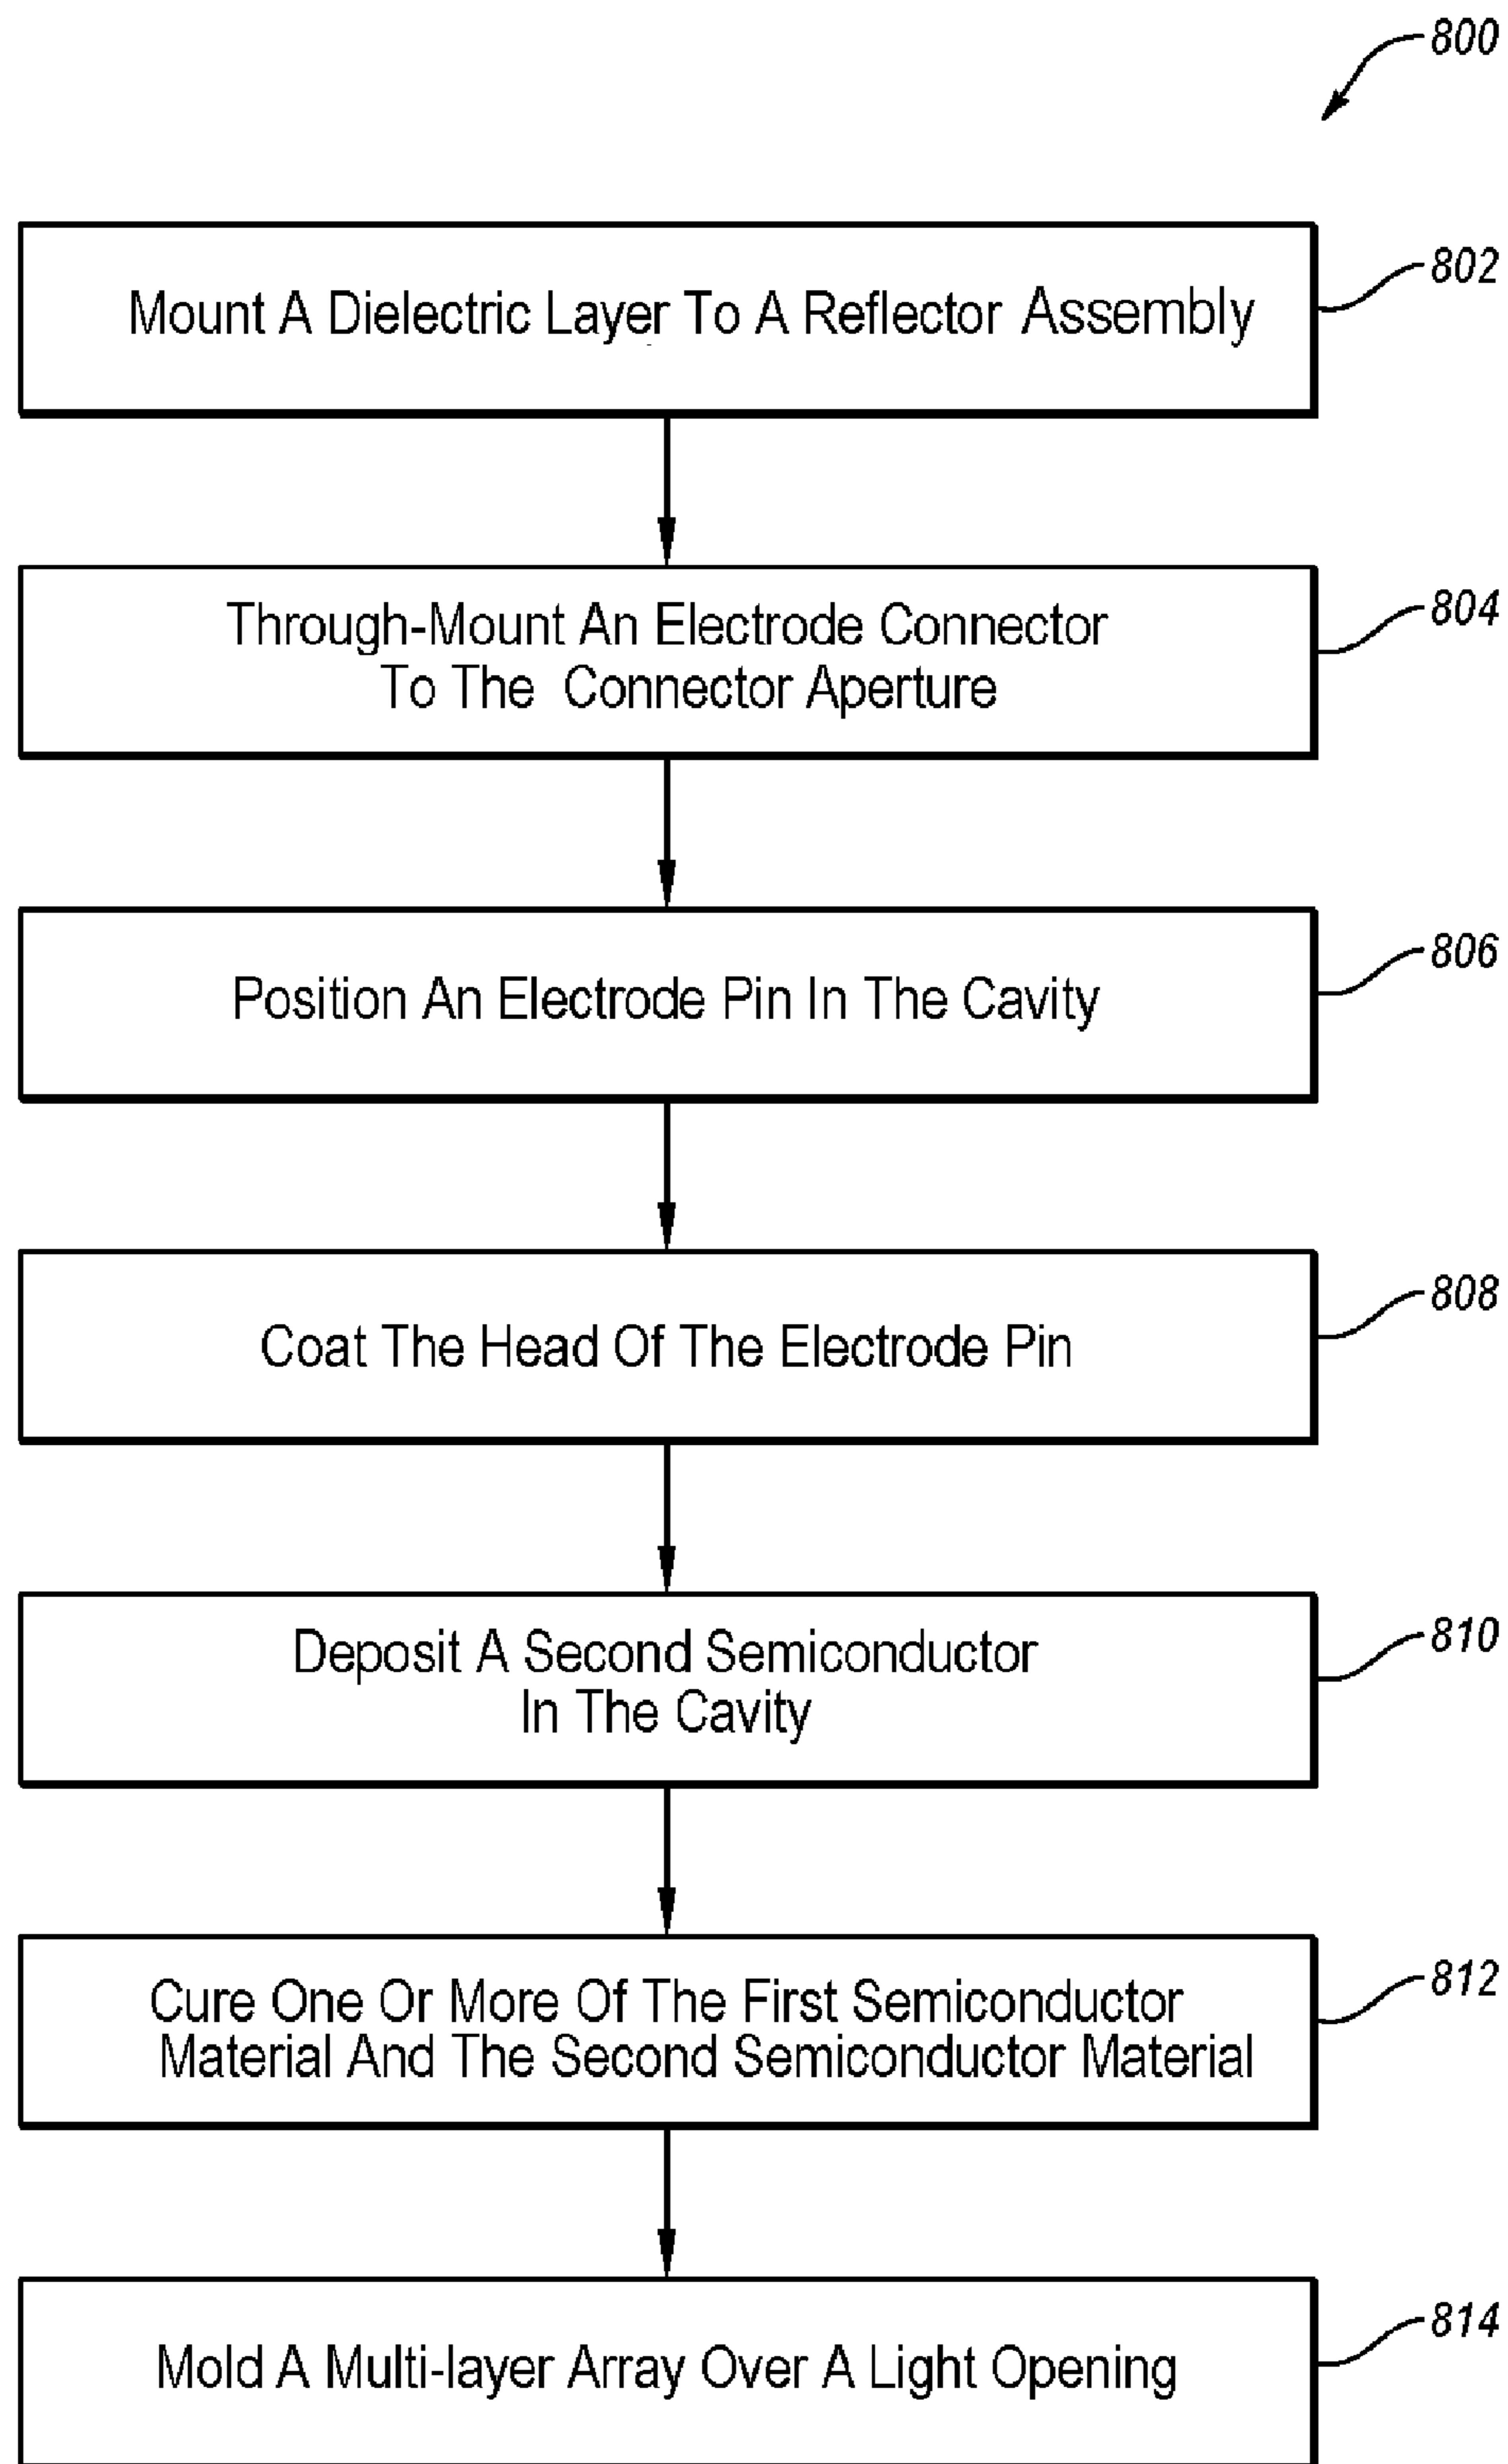 800
Mount A Dielectric Layer To A Reflector Assembly
802
Through-Mount An Electrode Connector
To The Connector Aperture
804
Position An Electrode Pin In The Cavity
806
Coat The Head Of The Electrode Pin
808
Deposit A Second Semiconductor
In The Cavity
810
Cure One Or More Of The First Semiconductor
Material And The Second Semiconductor Material
812
Mold A Multi-layer Array Over A Light Opening
814